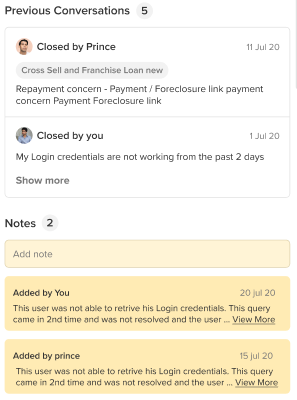 Previous Conversations 5
Closed by Prince 11 Jul 20
Cross Sell and Franchise Loan new
Repayment concern - Payment / Foreclosure link payment
concern Payment Foreclosure link
Closed by you 1 Jul 20
My Login credentials are not working from the past 2 days
Show more
Notes 2
Add note
Added by You 20 jul 20
This user was not able to retrive his Login credentials. This query
came in 2nd time and was not resolved and the user ... View More
Added by prince 15 jul 20
This user was not able to retrive his Login credentials. This query
came in 2nd time and was not resolved and the user ... View More